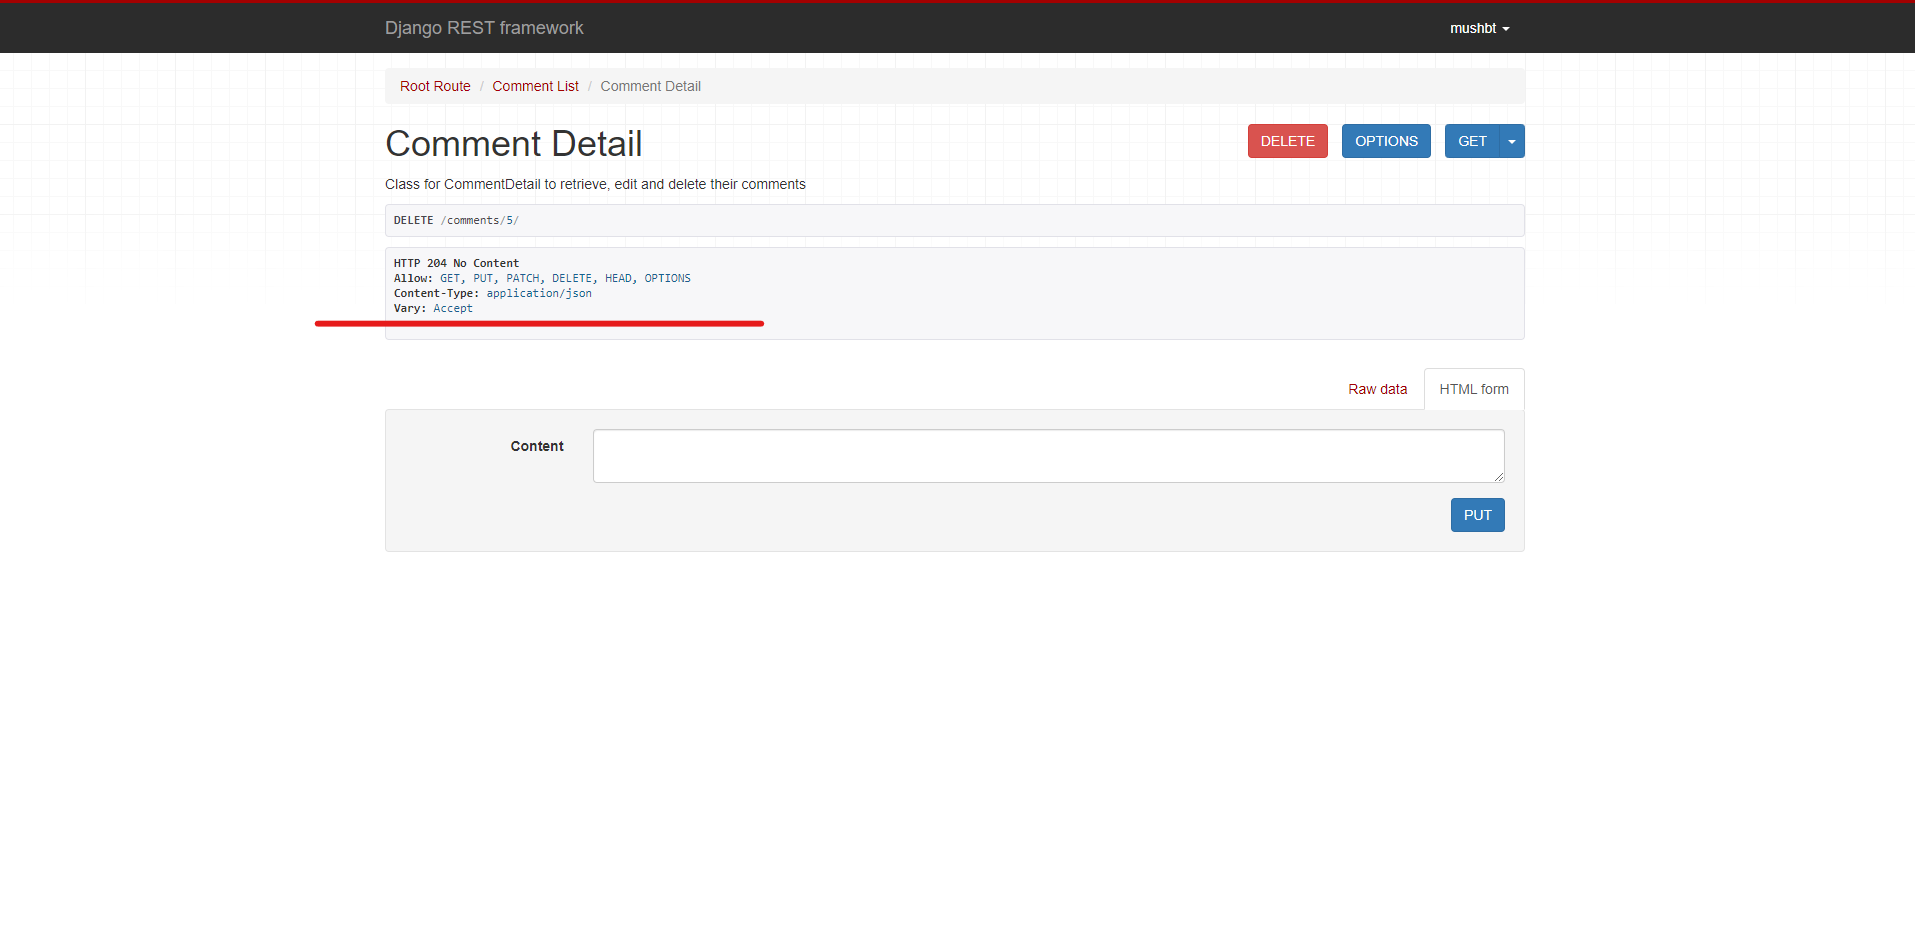 Django REST framework
mushbt
Root Route / Comment List / Comment Detail
Comment Detail
DELETE
OPTIONS
GET
Class for CommentDetail to retrieve, edit and delete their comments
DELETE /comments/5/
HTTP 204 No Content
Allow: GET, PUT, PATCH, DELETE, HEAD, OPTIONS
Content-Type: application/json
Vary: Accept
Raw data
HTML form
Content
PUT